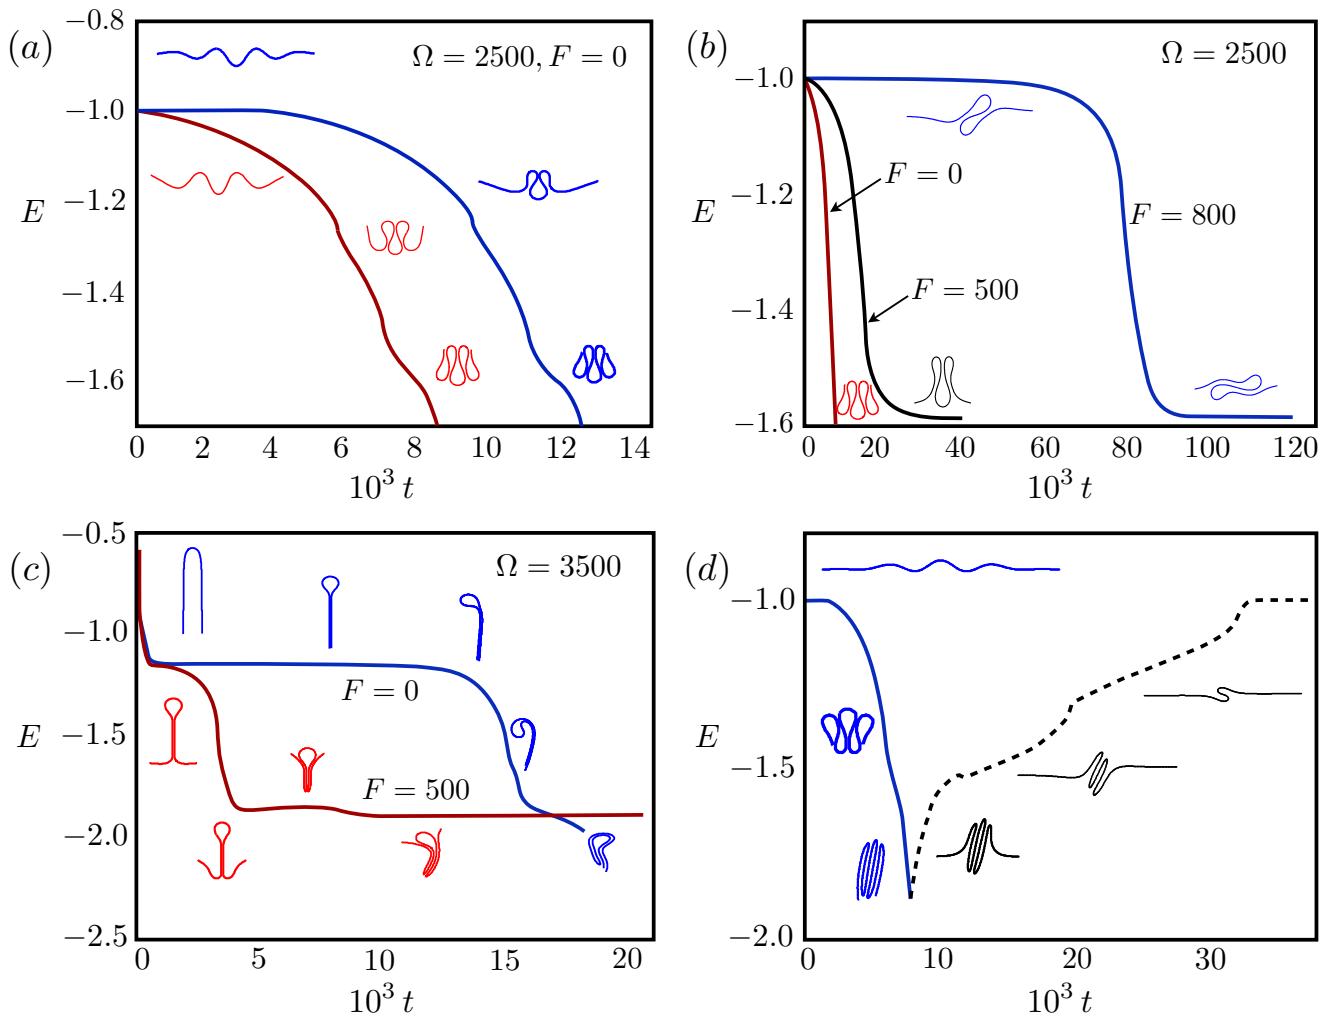 (a)
Ω = 2500, F = 0
−0.8
−1.0
−1.2
−1.4
−1.6
E
0 2 4 6 8 10 12 14
10³ t
(b)
Ω = 2500
−1.0
−1.2
−1.4
−1.6
E
F = 0
F = 800
F = 500
0 20 40 60 80 100 120
10³ t
(c)
Ω = 3500
−0.5
−1.0
−1.5
−2.0
−2.5
E
F = 0
F = 500
0 5 10 15 20
10³ t
(d)
−1.0
−1.5
−2.0
E
0 10 20 30
10³ t